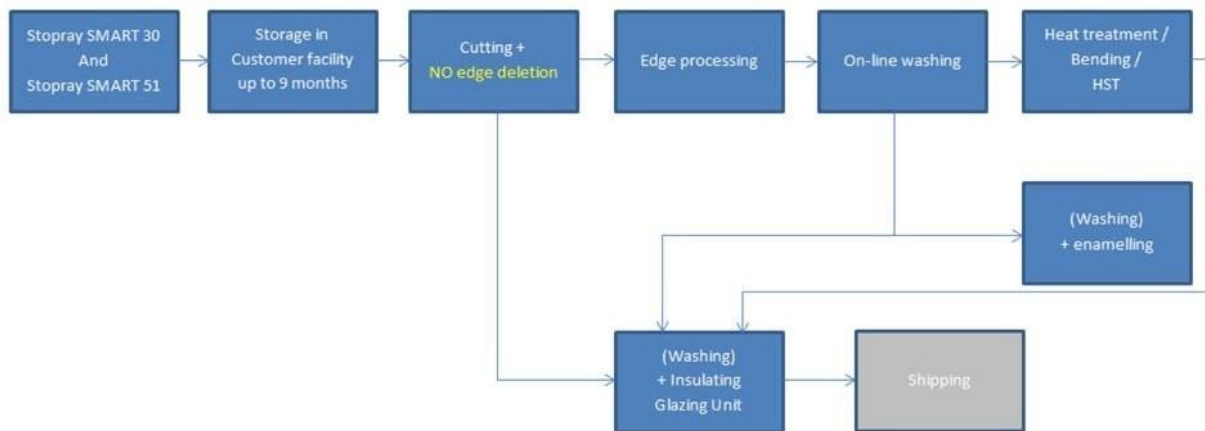 Stopray SMART 30
And
Stopray SMART 51
Storage in
Customer facility
up to 9 months
Cutting +
NO edge deletion
Edge processing
On-line washing
Heat treatment /
Bending /
HST
(Washing)
+ enamelling
(Washing)
+ Insulating
Glazing Unit
Shipping